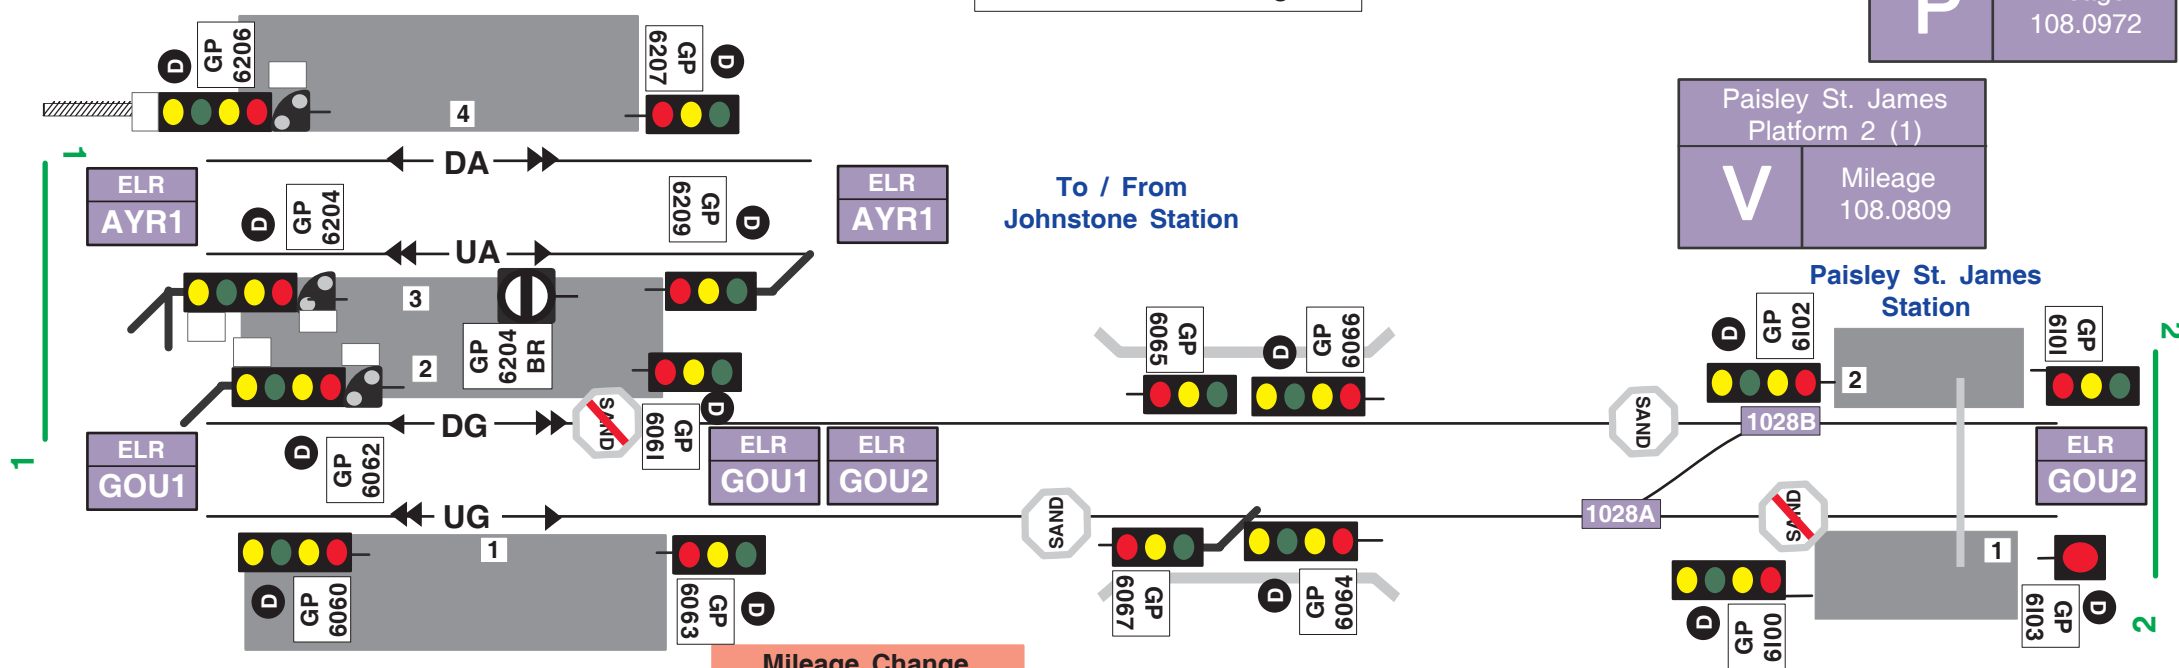 P
108.0972
Paisley St. James
Platform 2 (1)
V
Mileage
108.0809
GP
6206
D
GP
6207
D
4
1
DA
ELR
AYR1
D
GP
6204
GP
6209
D
ELR
AYR1
To / From
Johnstone Station
UA
3
GP
6204
BR
2
SAND
DG
D
GP
6062
GP
6061
D
ELR
GOU1
ELR
GOU1
ELR
GOU2
1
UG
1
D
GP
6060
GP
6063
D
Mileage Change
GP
6065
D
GP
6066
SAND
GP
6067
D
GP
6064
Paisley St. James
Station
D
GP
6102
2
GP
6101
2
SAND
1028B
1028A
SAND
ELR
GOU2
1
D
GP
6100
GP
6103
D
2